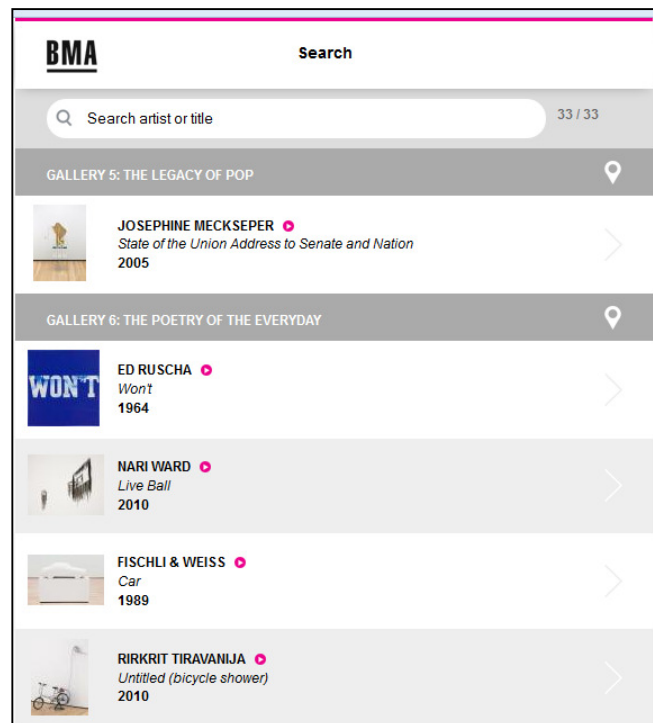 BMA
Search
Search artist or title
33 / 33
GALLERY 5: THE LEGACY OF POP
JOSEPHINE MECKSEPER
State of the Union Address to Senate and Nation
2005
GALLERY 6: THE POETRY OF THE EVERYDAY
WON'T
ED RUSCHA
Won't
1964
NARI WARD
Live Ball
2010
FISCHLI & WEISS
Car
1989
RIRKRIT TIRAVANIJA
Untitled (bicycle shower)
2010